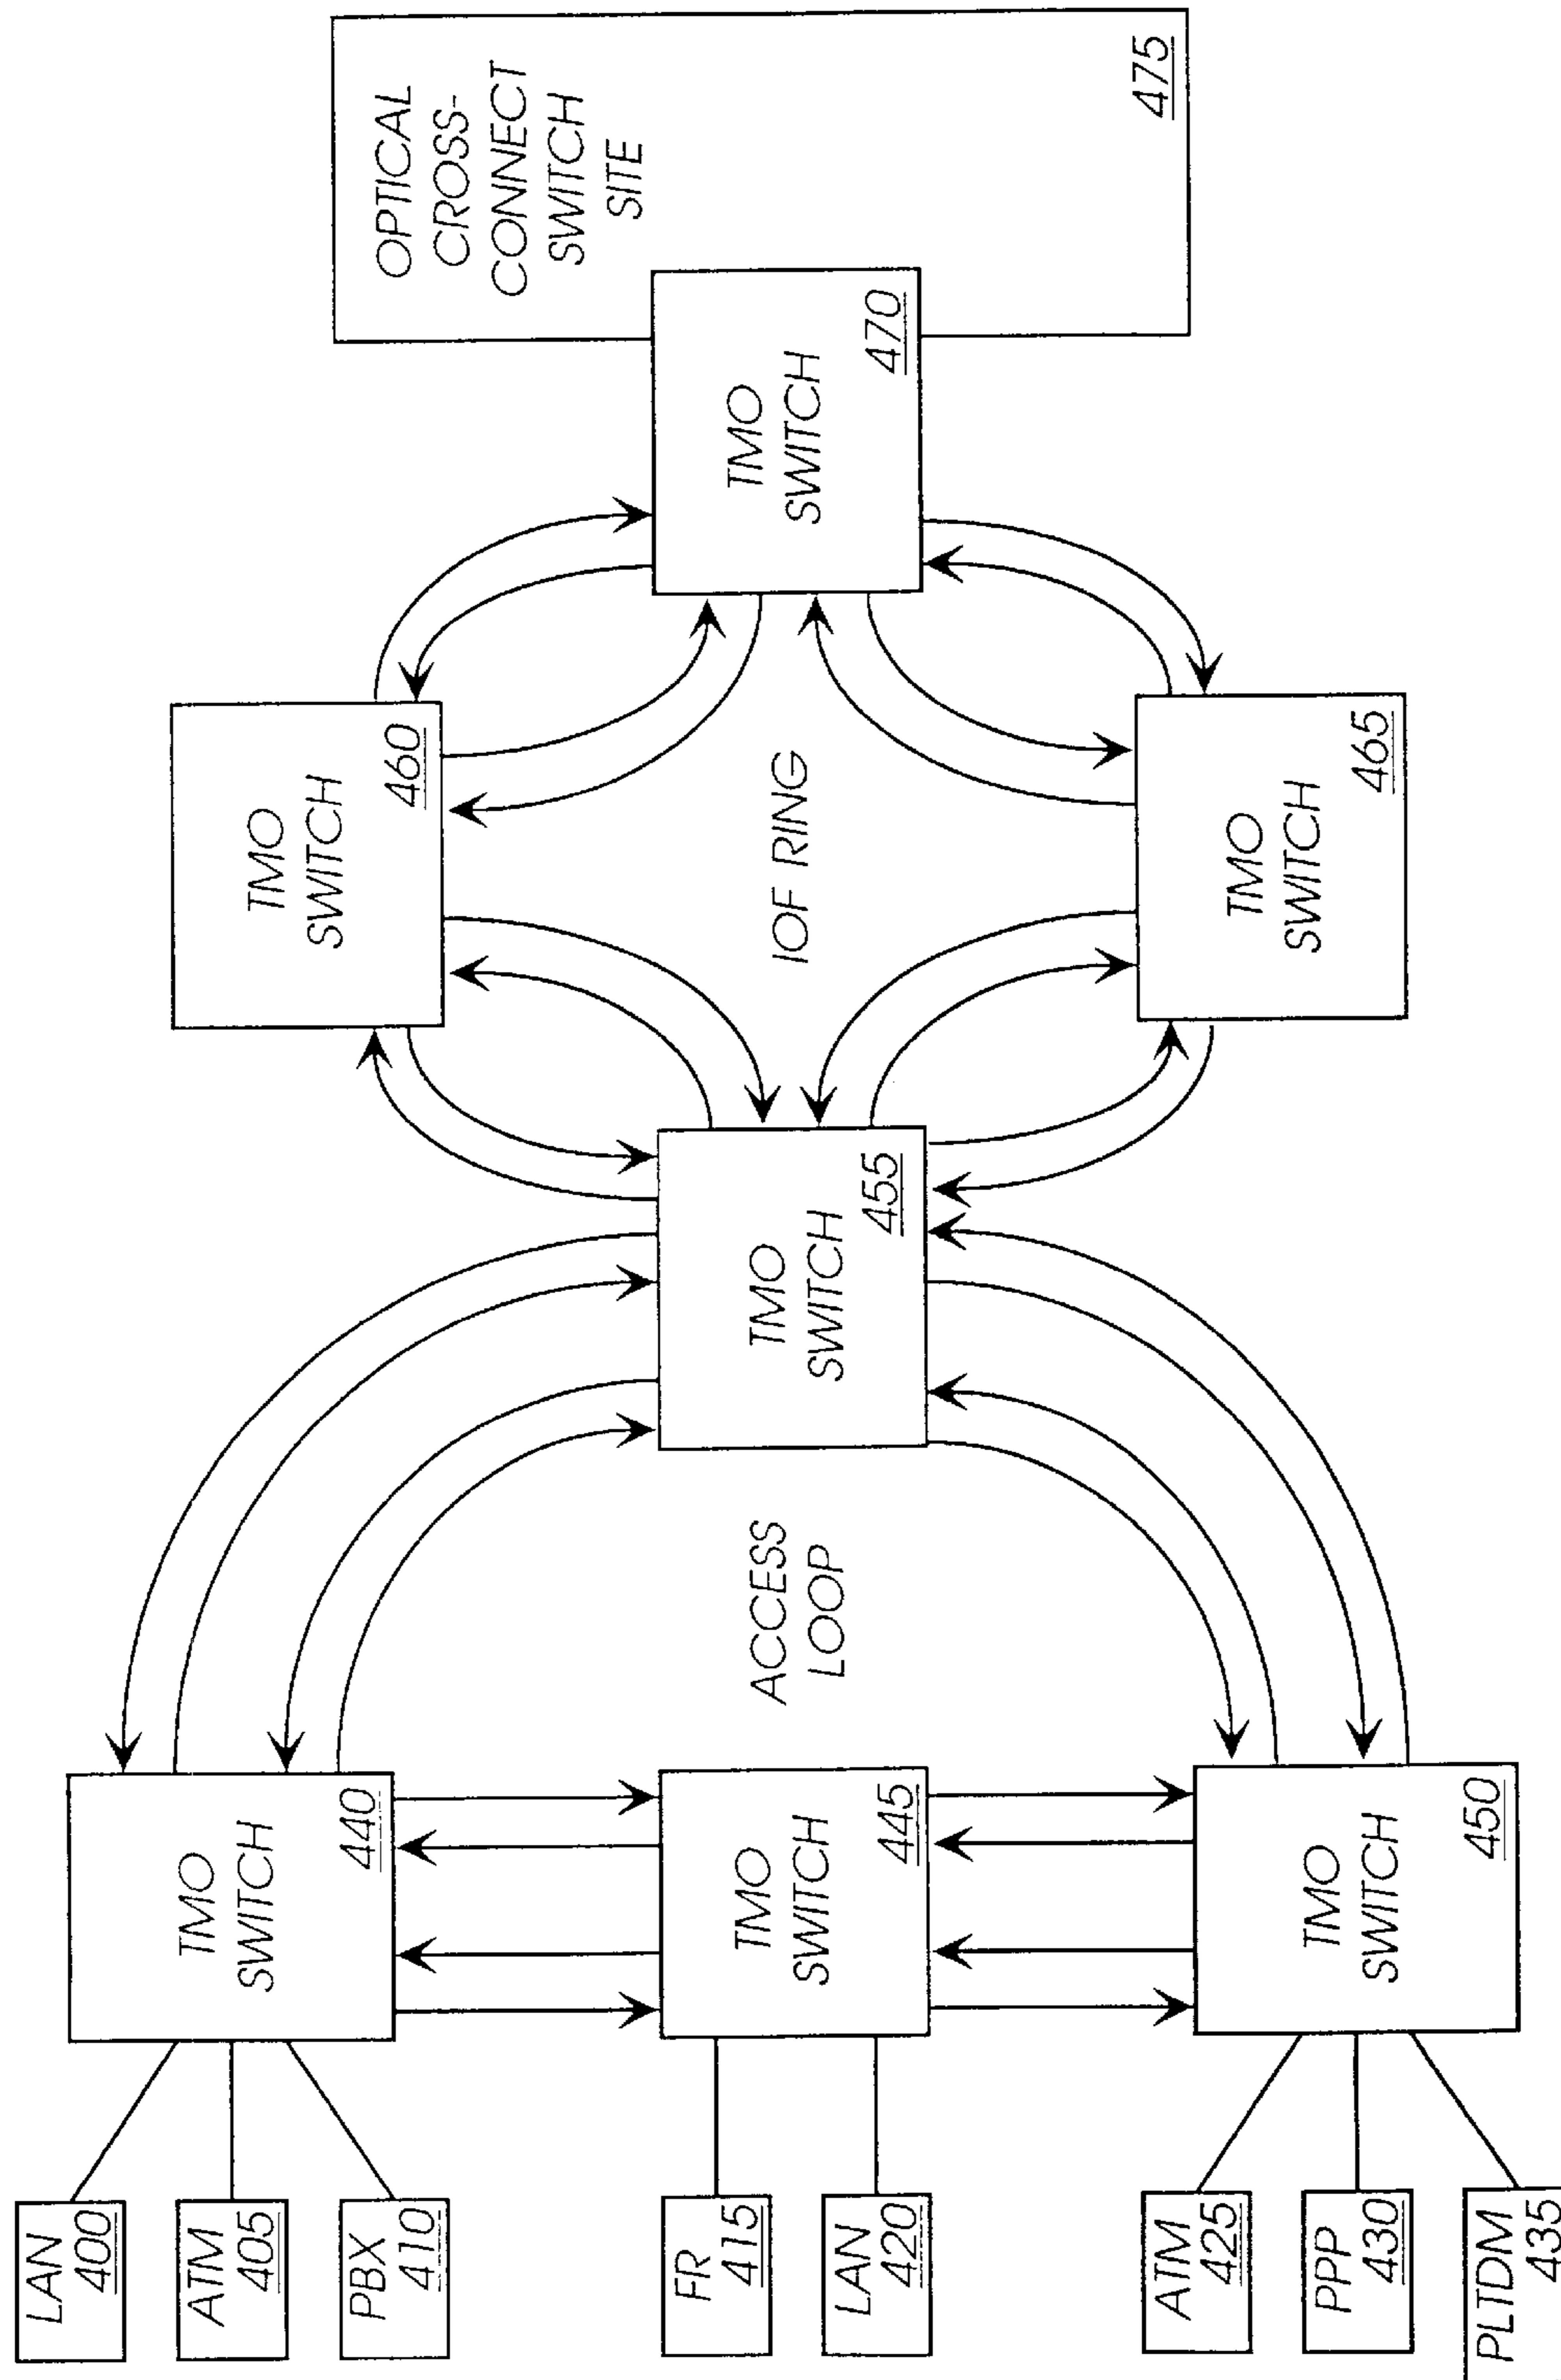 LAN
400
ATM
405
PBX
410
FR
415
LAN
420
ATM
425
PPP
430
PLTDM
435
TMO
SWITCH
440
TMO
SWITCH
445
TMO
SWITCH
450
ACCESS
LOOP
TMO
SWITCH
455
TMO
SWITCH
460
IOF RING
TMO
SWITCH
465
TMO
SWITCH
470
OPTICAL
CROSS-
CONNECT
SWITCH
SITE
475